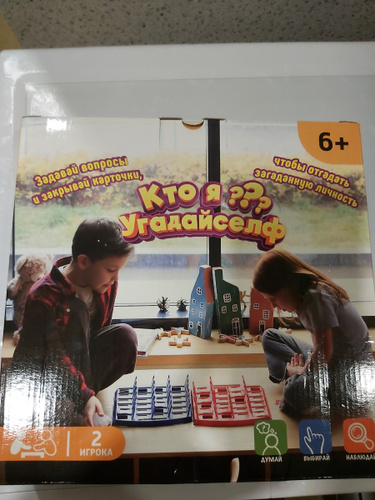 6+
Задавай вопросы
и закрывай карточки,
чтобы отгадать
загаданную личность
Кто я ???
Угадайселф
2
ИГРОКА
ДУМАЙ
ВЫБИРАЙ
НАБЛЮДАЙ